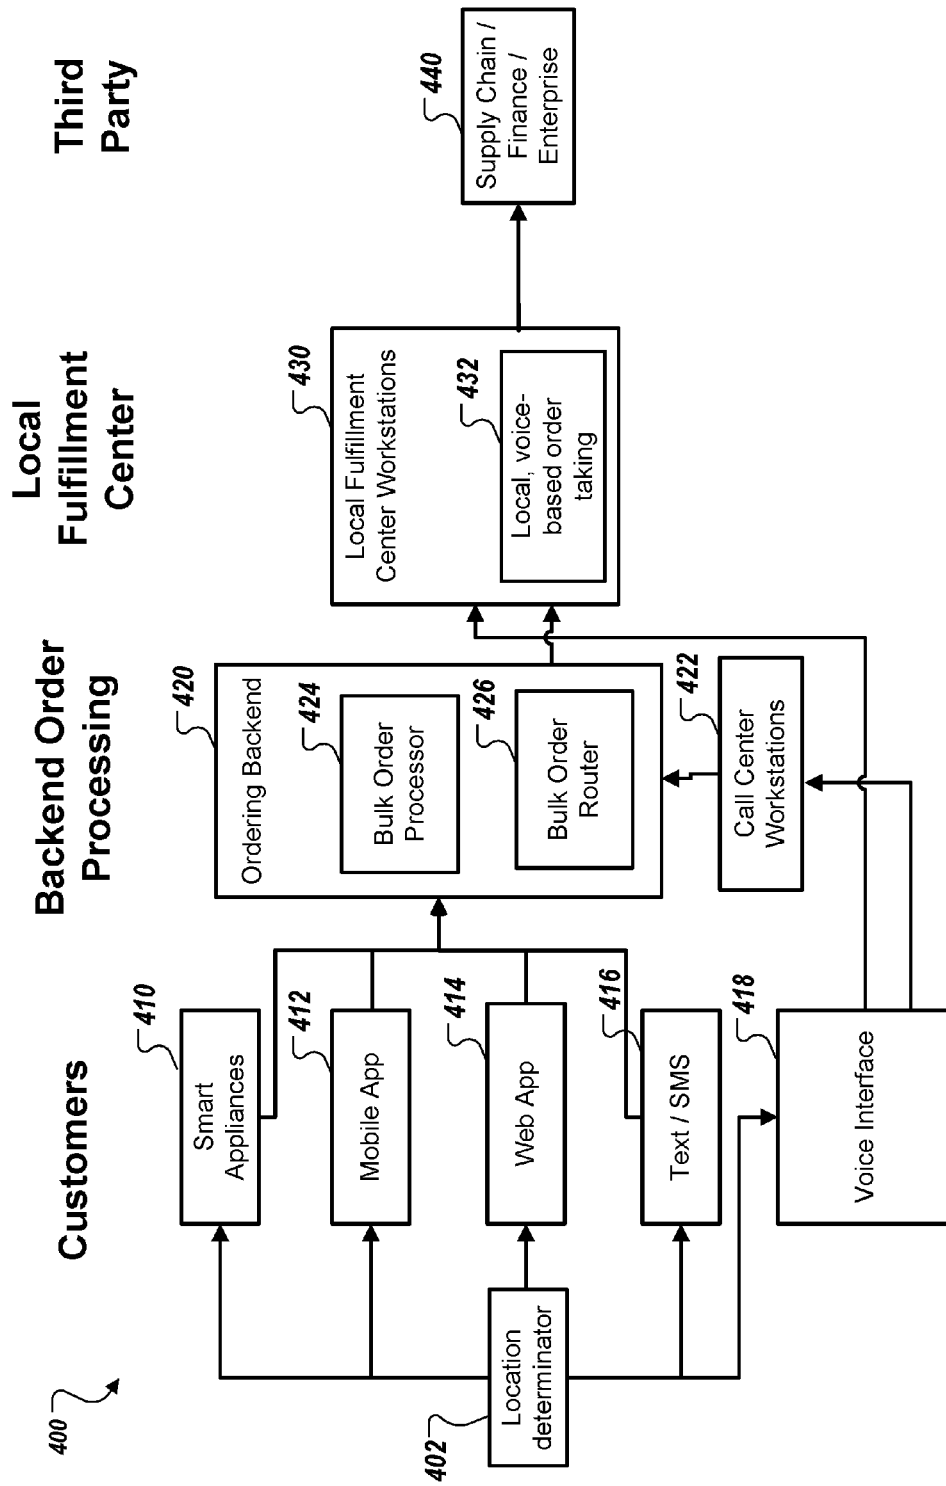 400
Customers
Backend Order
Processing
Local
Fulfillment
Center
Third
Party
402
Location
determinator
410
Smart
Appliances
412
Mobile App
414
Web App
416
Text / SMS
418
Voice Interface
420
Ordering Backend
424
Bulk Order
Processor
426
Bulk Order
Router
422
Call Center
Workstations
430
Local Fulfillment
Center Workstations
432
Local, voice-
based order
taking
440
Supply Chain /
Finance /
Enterprise